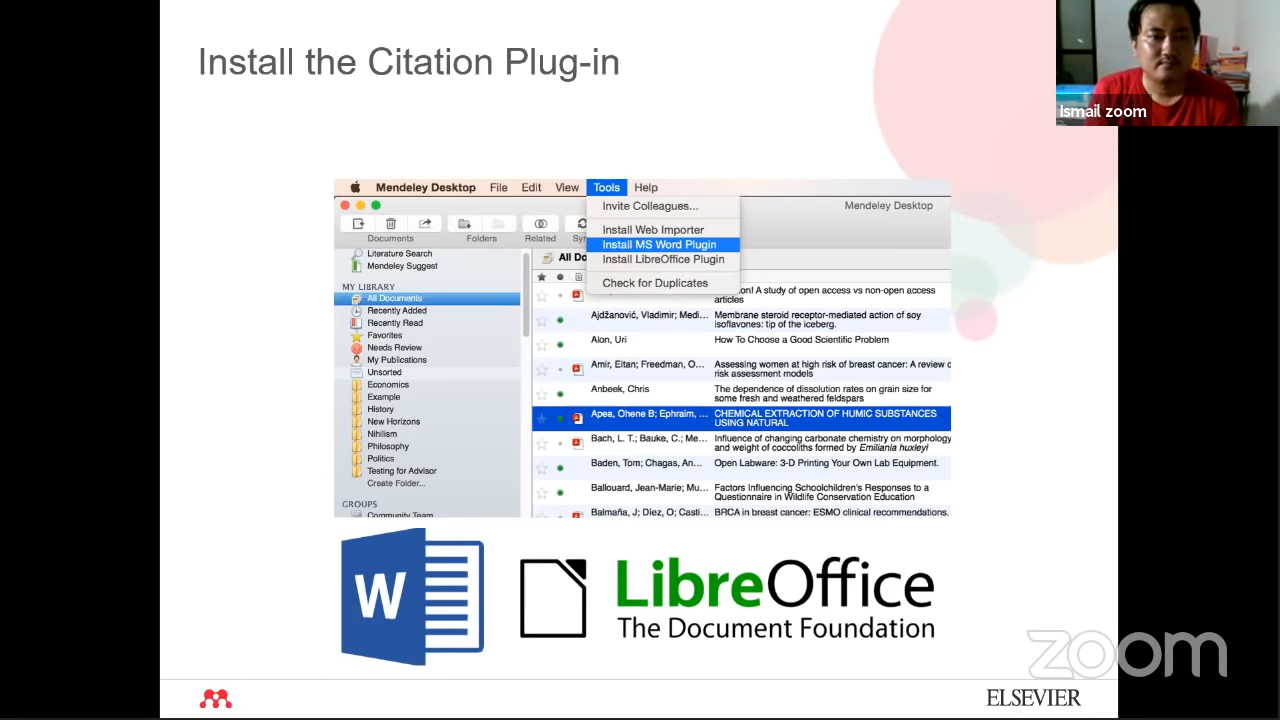 Install the Citation Plug-in
Ismail zoom
Mendeley Desktop File Edit View Tools Help
Mendeley Desktop
Invite Colleagues...
Install Web Importer
Install MS Word Plugin
Install LibreOffice Plugin
Check for Duplicates
Documents Folders Related
Literature Search
Mendeley Suggest
MY LIBRARY
All Documents
Recently Added
Recently Read
Favorites
Needs Review
My Publications
Unsorted
Economics
Example
History
New Horizons
Nihilism
Philosophy
Politics
Testing for Advisor
Create Folder...
GROUPS
Community Team
All Do
on! A study of open access vs non-open access
articles
Ajdžanović, Vladimir; Medi... Membrane steroid receptor-mediated action of soy
isoflavones: tip of the iceberg.
Alon, Uri How To Choose a Good Scientific Problem
Amir, Eitan; Freedman, O... Assessing women at high risk of breast cancer: A review o
risk assessment models
Anbeek, Chris The dependence of dissolution rates on grain size for
some fresh and weathered feldspars
Apea, Ohene B; Ephraim, ... CHEMICAL EXTRACTION OF HUMIC SUBSTANCES
USING NATURAL
Bach, L. T.; Bauke, C.; Me... Influence of changing carbonate chemistry on morphology
and weight of coccoliths formed by Emiliania huxleyi
Baden, Tom; Chagas, An... Open Labware: 3-D Printing Your Own Lab Equipment.
Ballouard, Jean-Marie; Mu... Factors Influencing Schoolchildren's Responses to a
Questionnaire in Wildlife Conservation Education
Balmaña, J; Díez, O; Casti... BRCA in breast cancer: ESMO clinical recommendations.
W
LibreOffice
The Document Foundation
zoom
ELSEVIER